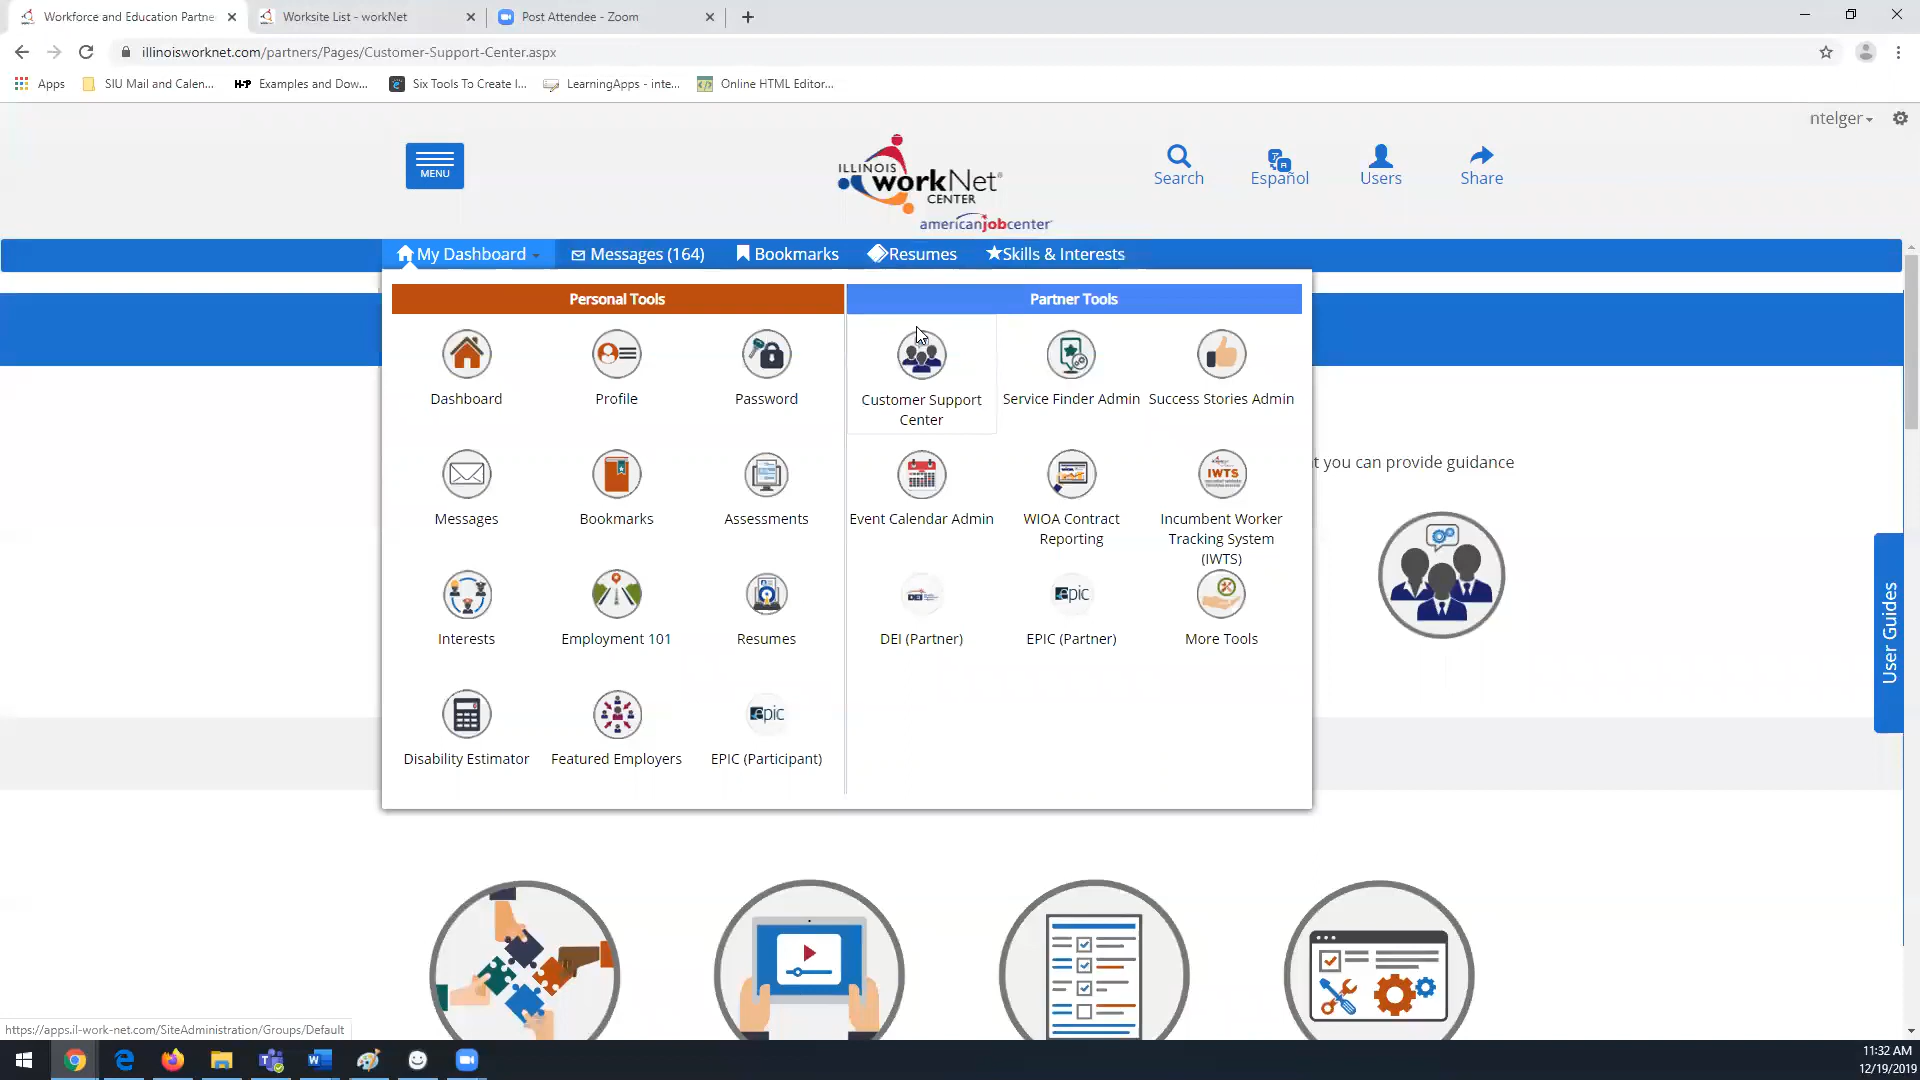 Workforce and Education Partne
Worksite List - workNet
Post Attendee - Zoom
illinoisworknet.com/partners/Pages/Customer-Support-Center.aspx
Apps
SIU Mail and Calen...
H5P
Examples and Dow...
Six Tools To Create I...
LearningApps - inte...
Online HTML Editor...
ntelger
MENU
ILLINOIS
workNet®
CENTER
americanjobcenter
Search
Español
Users
Share
My Dashboard
Messages (164)
Bookmarks
Resumes
Skills & Interests
Personal Tools
Partner Tools
Dashboard
Profile
Password
Customer Support
Center
Service Finder Admin
Success Stories Admin
t you can provide guidance
IWTS
Messages
Bookmarks
Assessments
Event Calendar Admin
WIOA Contract
Reporting
Incumbent Worker
Tracking System
(IWTS)
DEI
epic
Interests
Employment 101
Resumes
DEI (Partner)
EPIC (Partner)
More Tools
User Guides
epic
Disability Estimator
Featured Employers
EPIC (Participant)
https://apps.il-work-net.com/SiteAdministration/Groups/Default
11:32 AM
12/19/2019